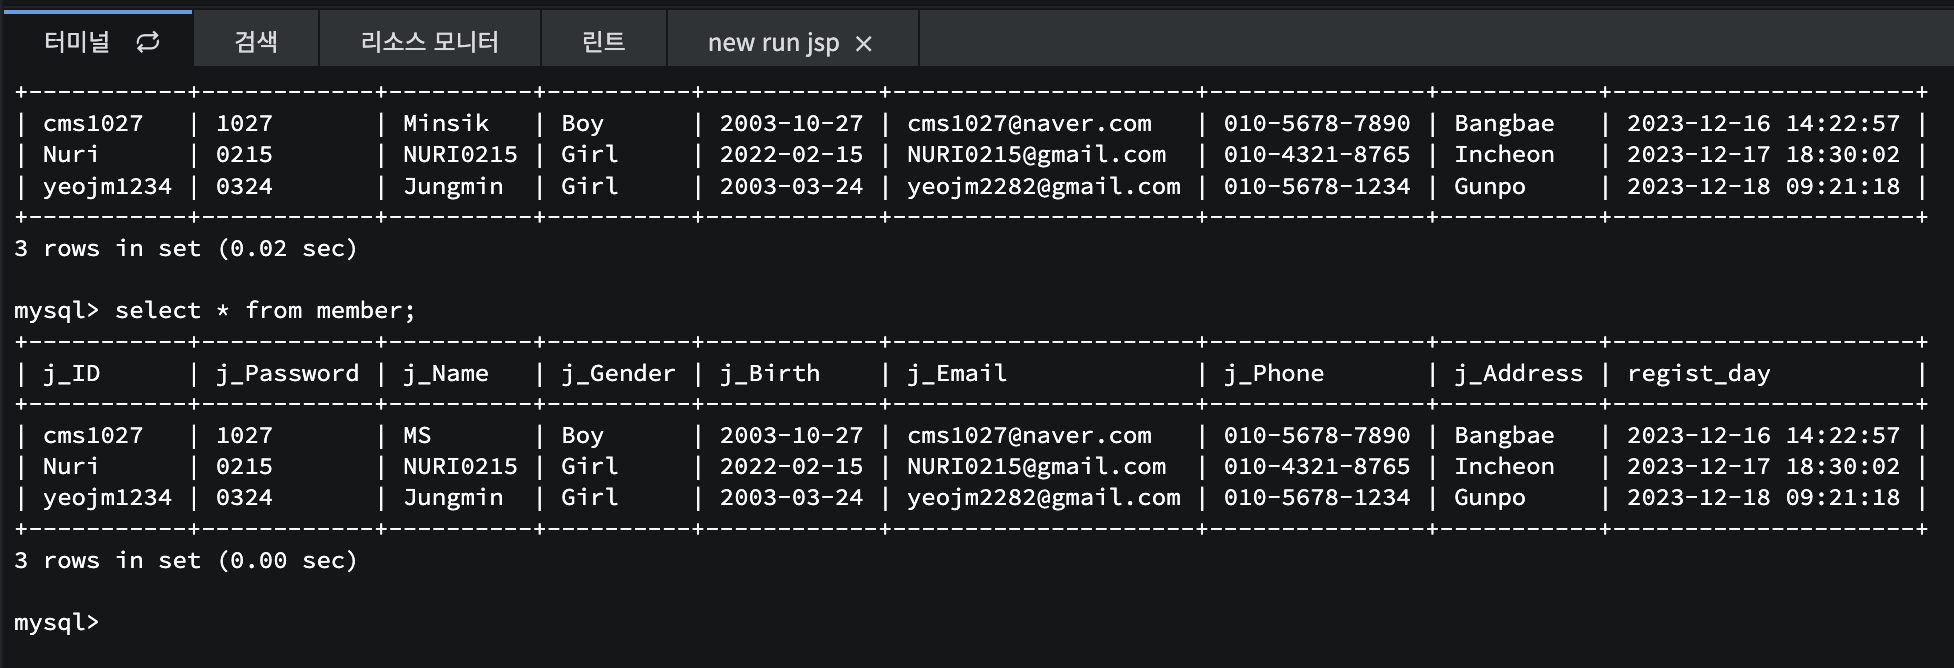 터미널 검색 리소스 모니터 린트 new run jsp ×
+-----------+------------+----------+----------+------------+---------------------+---------------+-----------+---------------------+
| cms1027   | 1027       | Minsik   | Boy      | 2003-10-27 | cms1027@naver.com   | 010-5678-7890 | Bangbae   | 2023-12-16 14:22:57 |
| Nuri      | 0215       | NURI0215 | Girl     | 2022-02-15 | NURI0215@gmail.com  | 010-4321-8765 | Incheon   | 2023-12-17 18:30:02 |
| yeojm1234 | 0324       | Jungmin  | Girl     | 2003-03-24 | yeojm2282@gmail.com | 010-5678-1234 | Gunpo     | 2023-12-18 09:21:18 |
+-----------+------------+----------+----------+------------+---------------------+---------------+-----------+---------------------+
3 rows in set (0.02 sec)
mysql> select * from member;
+-----------+------------+----------+----------+------------+---------------------+---------------+-----------+---------------------+
| j_ID      | j_Password | j_Name   | j_Gender | j_Birth    | j_Email             | j_Phone       | j_Address | regist_day          |
+-----------+------------+----------+----------+------------+---------------------+---------------+-----------+---------------------+
| cms1027   | 1027       | MS       | Boy      | 2003-10-27 | cms1027@naver.com   | 010-5678-7890 | Bangbae   | 2023-12-16 14:22:57 |
| Nuri      | 0215       | NURI0215 | Girl     | 2022-02-15 | NURI0215@gmail.com  | 010-4321-8765 | Incheon   | 2023-12-17 18:30:02 |
| yeojm1234 | 0324       | Jungmin  | Girl     | 2003-03-24 | yeojm2282@gmail.com | 010-5678-1234 | Gunpo     | 2023-12-18 09:21:18 |
+-----------+------------+----------+----------+------------+---------------------+---------------+-----------+---------------------+
3 rows in set (0.00 sec)
mysql>